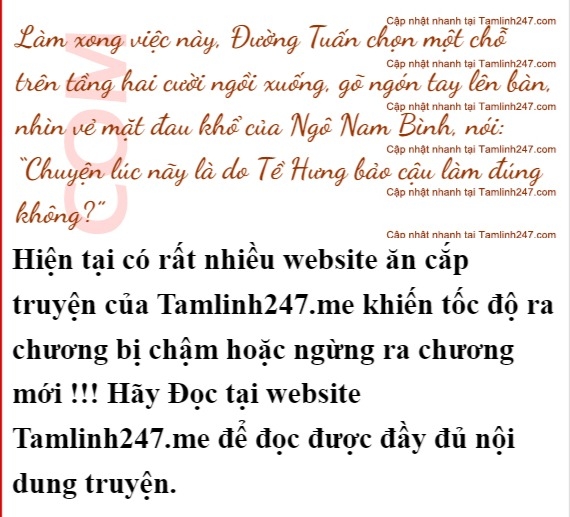 Cập nhật nhanh tại Tamlinh247.com
Làm xong việc này, Đường Tuấn chọn một chỗ
Cập nhật nhanh tại Tamlinh247.com
trên tầng hai cười ngồi xuống, gõ ngón tay lên bàn,
Cập nhật nhanh tại Tamlinh247.com
nhìn vẻ mặt đau khổ của Ngô Nam Bình, nói:
Cập nhật nhanh tại Tamlinh247.com
"Chuyện lúc nãy là do Tề Hưng bảo cậu làm đúng
Cập nhật nhanh tại Tamlinh247.com
không?"
Cập nhật nhanh tại Tamlinh247.com
COM
Hiện tại có rất nhiều website ăn cắp
truyện của Tamlinh247.me khiến tốc độ ra
chương bị chậm hoặc ngừng ra chương
mới !!! Hãy Đọc tại website
Tamlinh247.me để đọc được đầy đủ nội
dung truyện.